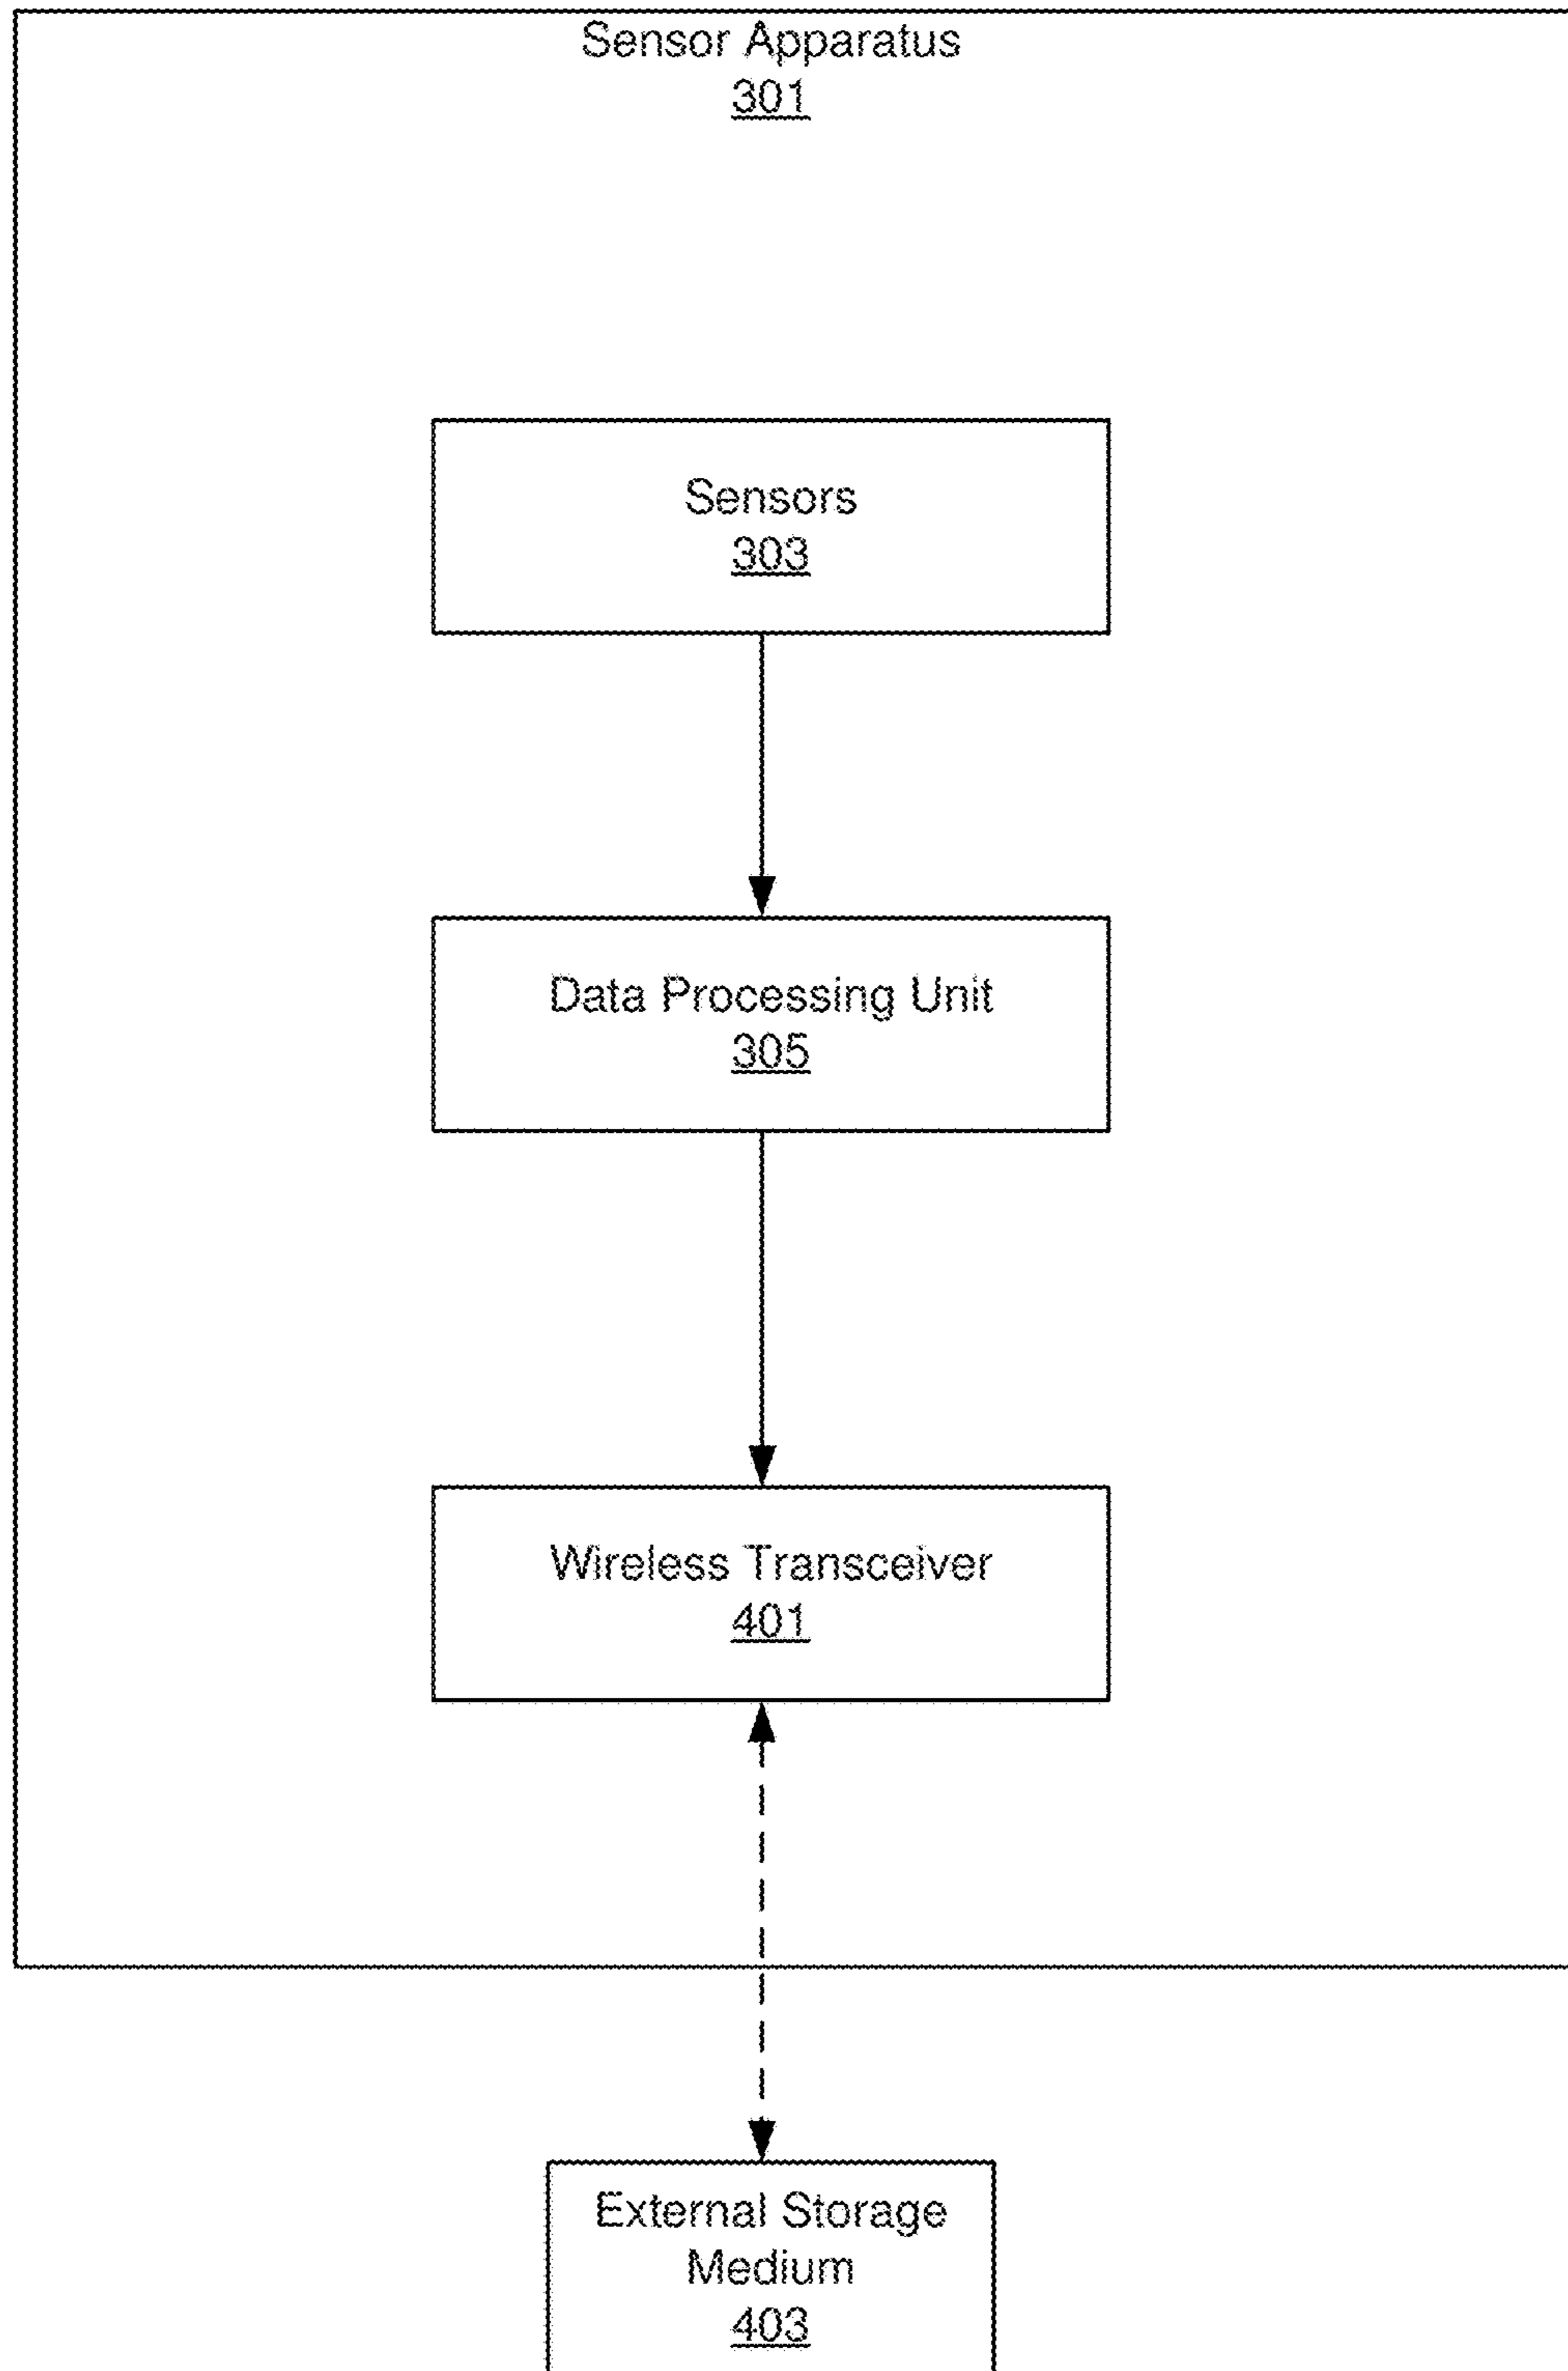 Sensor Apparatus
301
Sensors
303
Data Processing Unit
305
Wireless Transceiver
401
External Storage
Medium
403